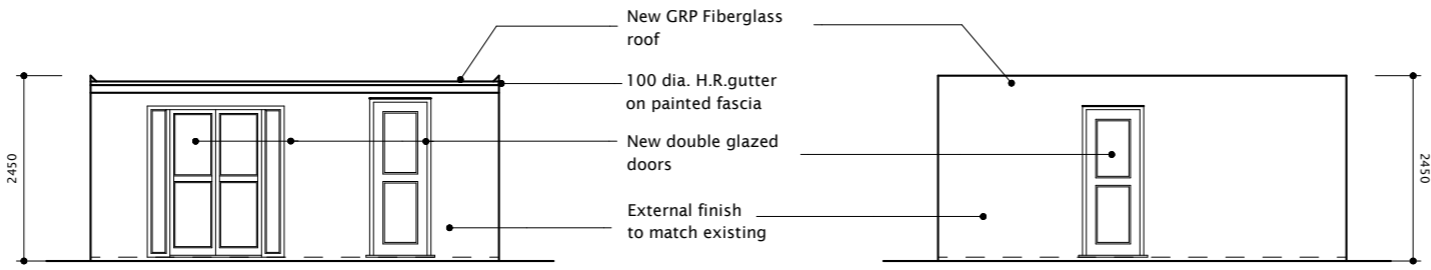 New GRP Fiberglass
roof
100 dia. H.R.gutter
on painted fascia
New double glazed
doors
External finish
to match existing
2450
2450